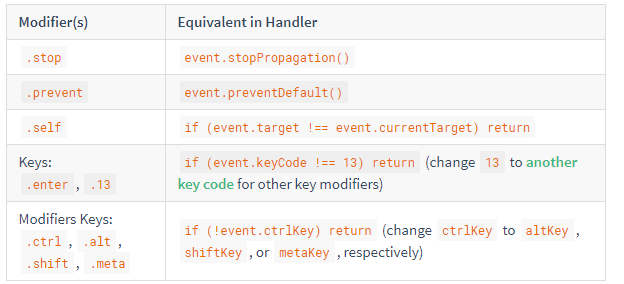 Modifier(s) Equivalent in Handler
.stop event.stopPropagation()
.prevent event.preventDefault()
.self if (event.target !== event.currentTarget) return
Keys:
.enter , .13
if (event.keyCode !== 13) return (change 13 to another
key code for other key modifiers)
Modifiers Keys:
.ctrl , .alt ,
.shift , .meta
if (!event.ctrlKey) return (change ctrlKey to altKey ,
shiftKey , or metaKey , respectively)